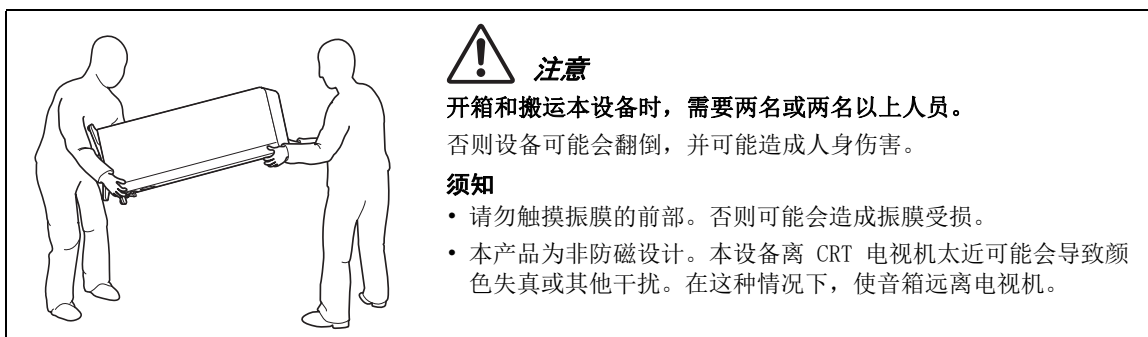 注意
开箱和搬运本设备时，需要两名或两名以上人员。
否则设备可能会翻倒，并可能造成人身伤害。
须知
• 请勿触摸振膜的前部。否则可能会造成振膜受损。
• 本产品为非防磁设计。本设备离 CRT 电视机太近可能会导致颜
色失真或其他干扰。在这种情况下，使音箱远离电视机。